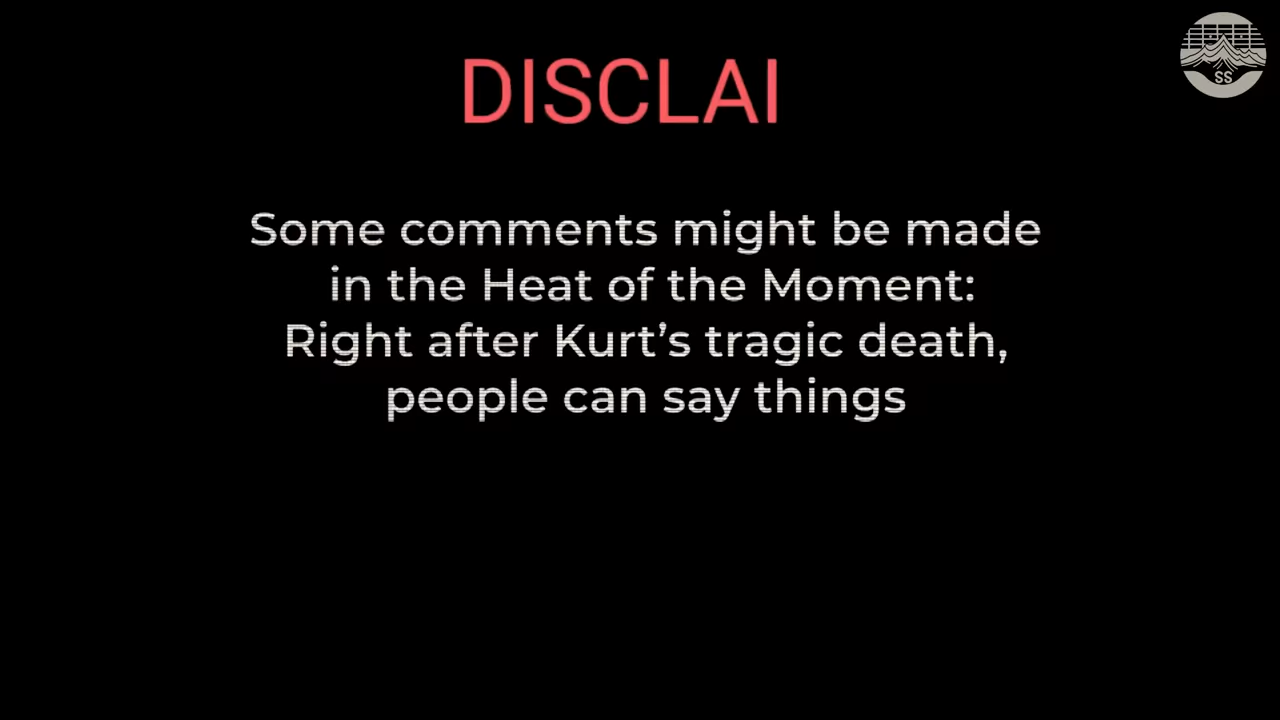 DISCLAI
Some comments might be made
in the Heat of the Moment:
Right after Kurt’s tragic death,
people can say things
SS